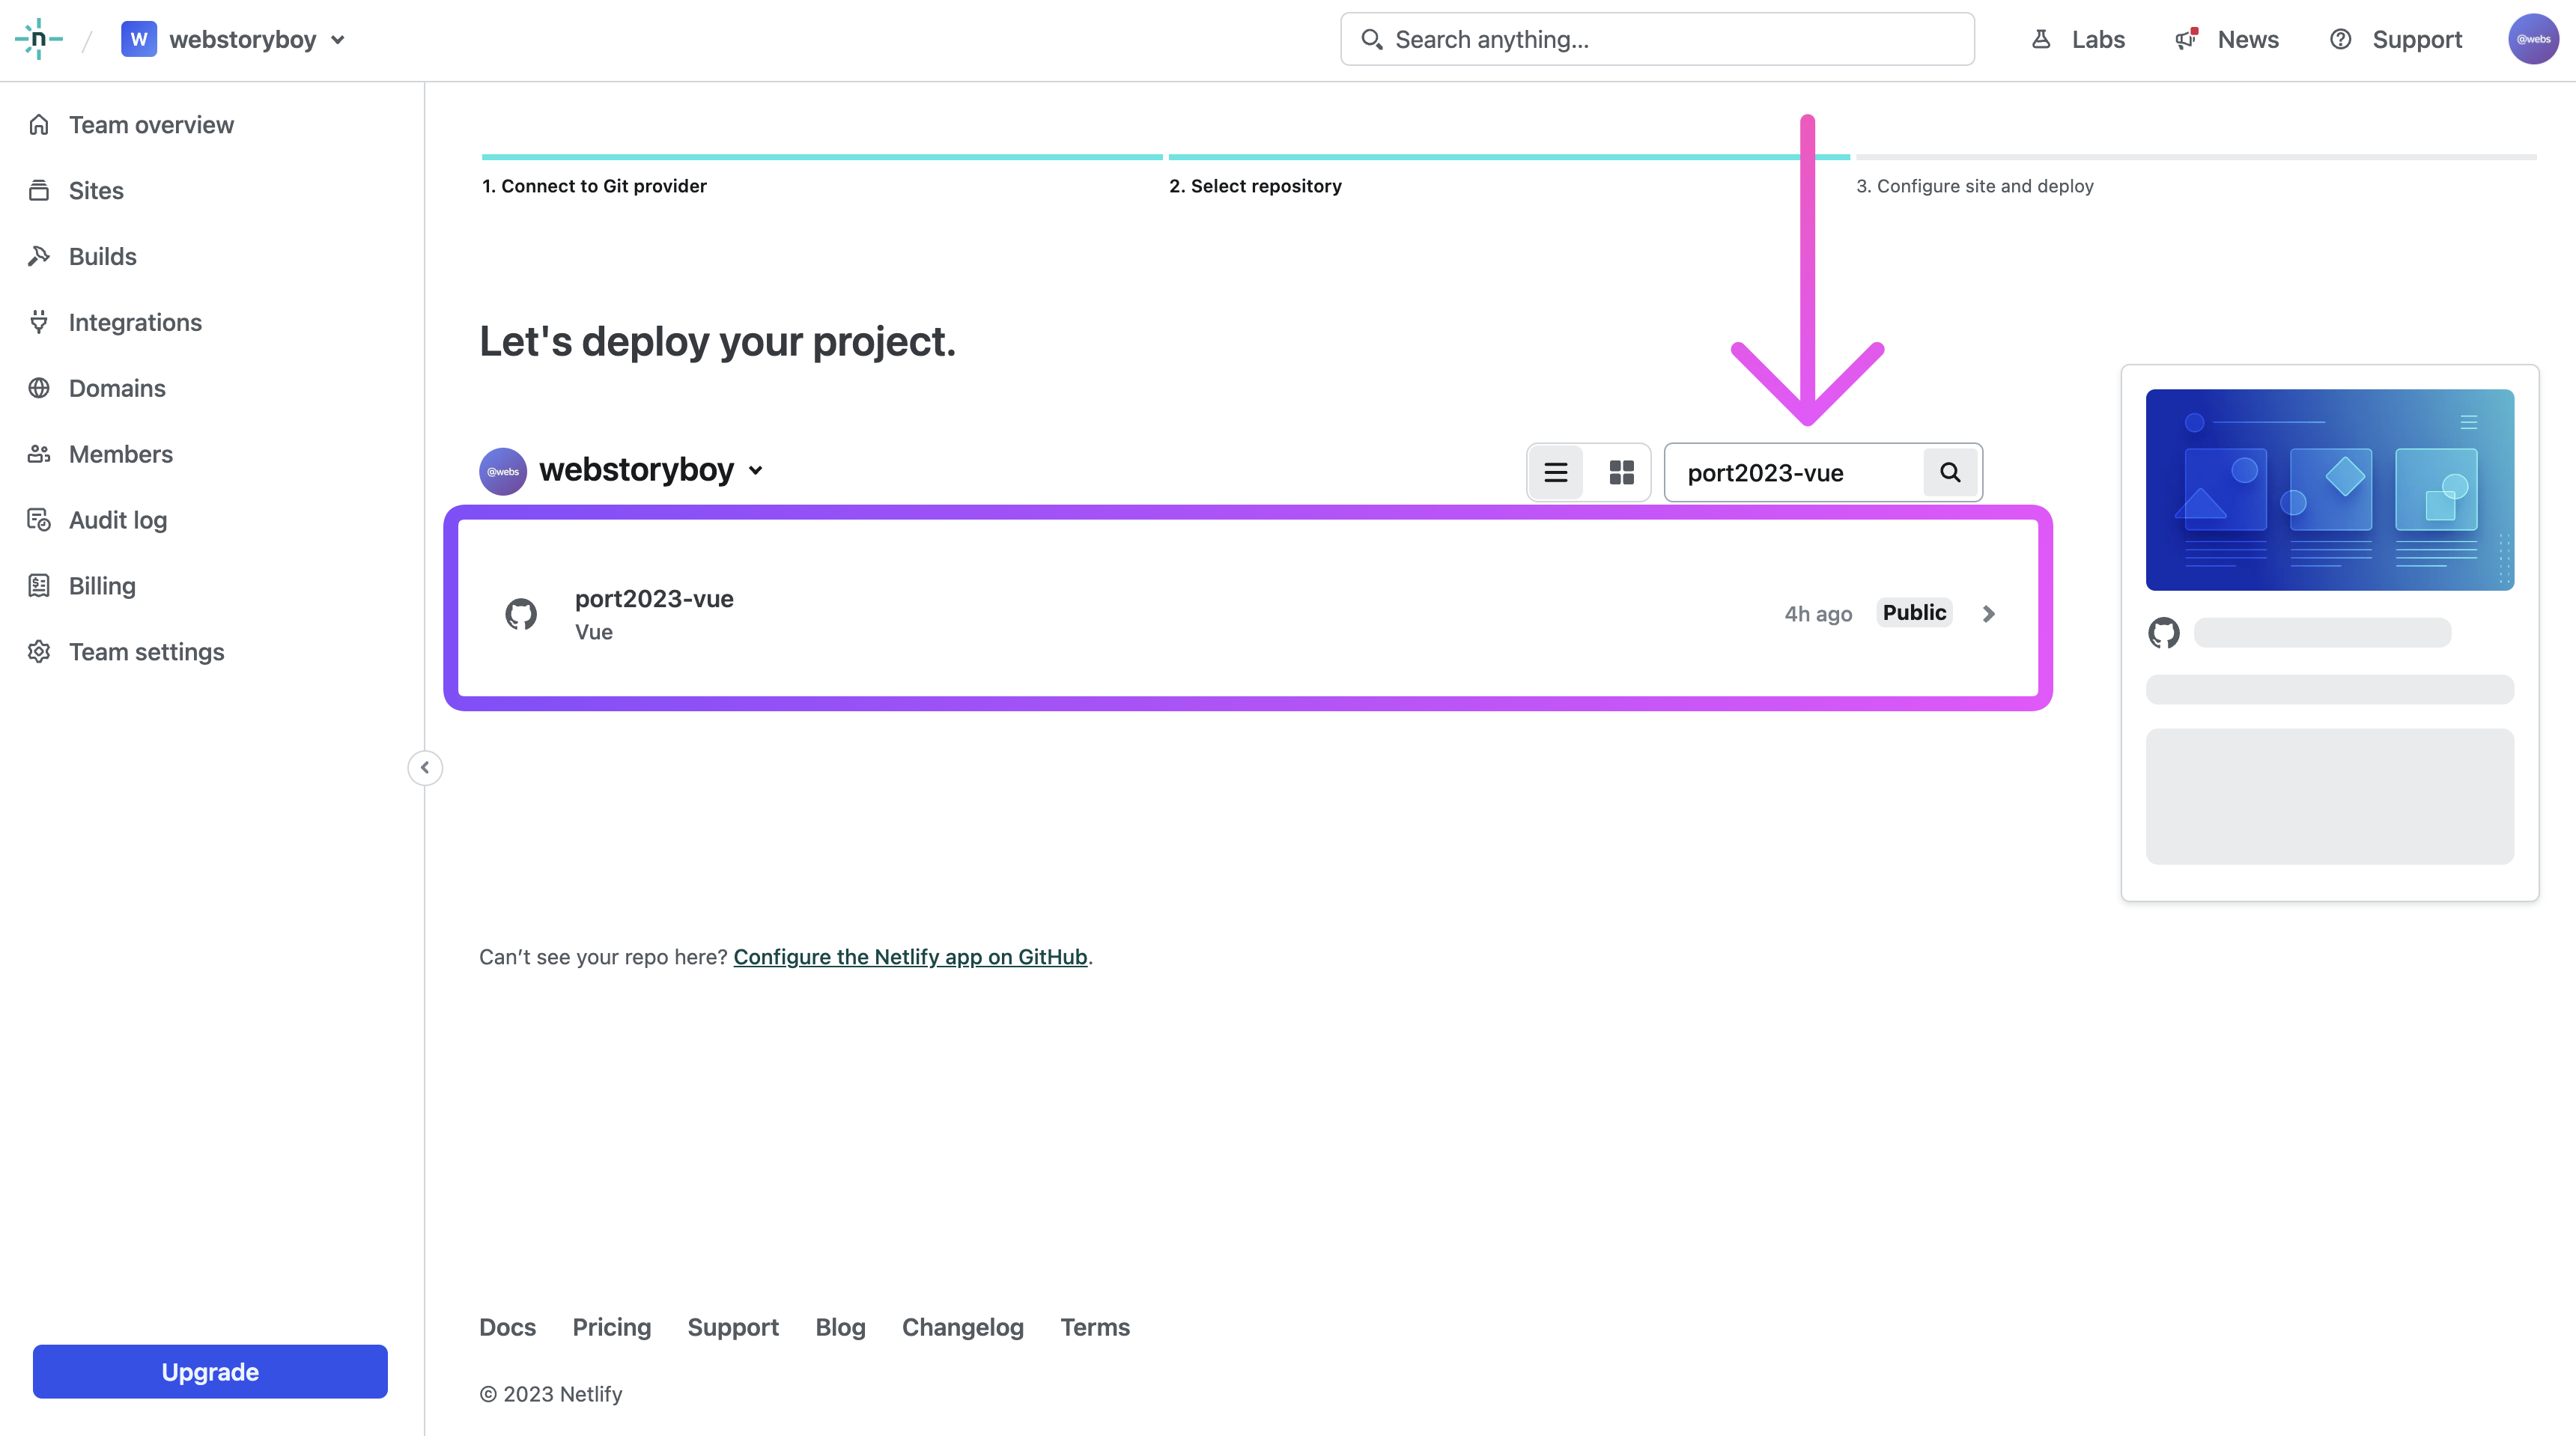 n / W webstoryboy
Search anything...
Labs
News
Support
@webs
Team overview
Sites
Builds
Integrations
Domains
Members
Audit log
Billing
Team settings
Upgrade
1. Connect to Git provider
2. Select repository
3. Configure site and deploy
Let's deploy your project.
@webs webstoryboy
port2023-vue
port2023-vue
Vue
4h ago Public
Can’t see your repo here? Configure the Netlify app on GitHub.
Docs Pricing Support Blog Changelog Terms
© 2023 Netlify